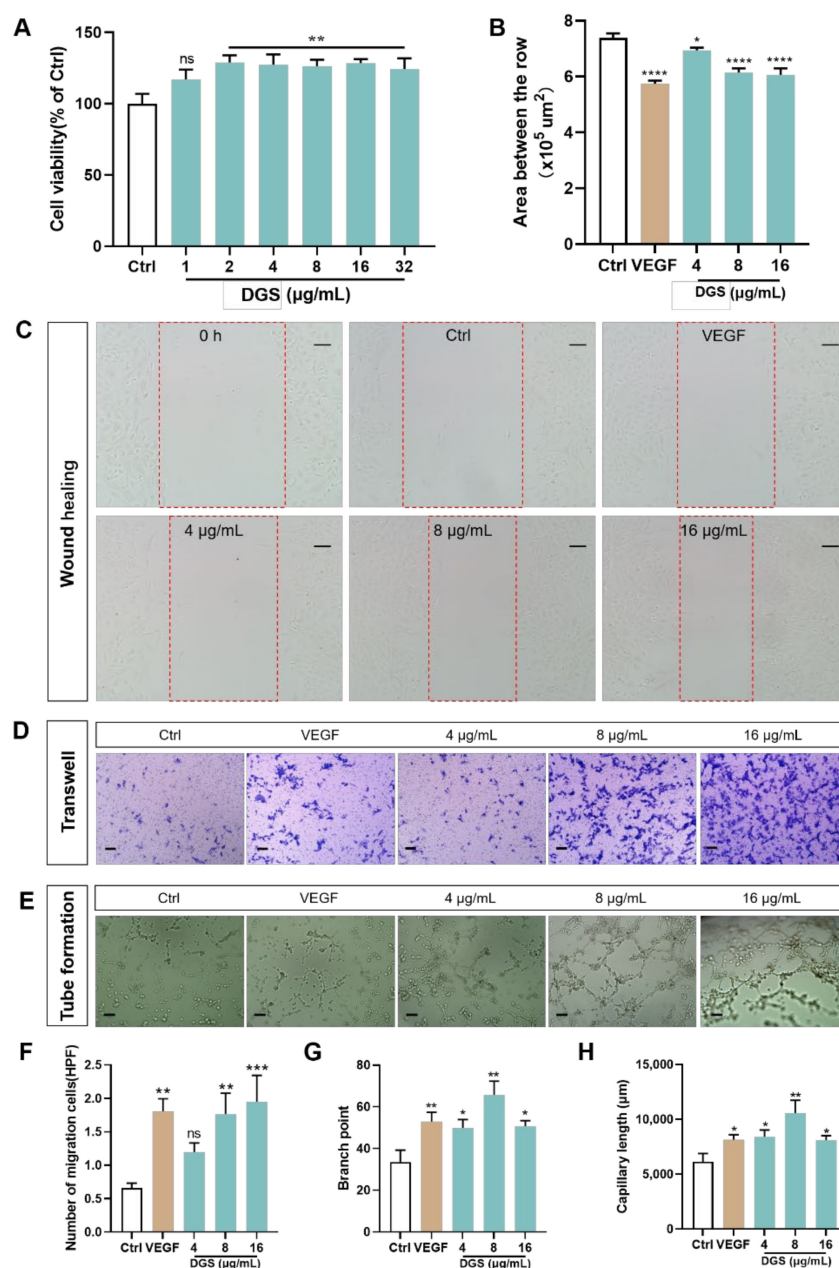 A
Cell viability(% of Ctrl)
150
100
50
0
ns
**
Ctrl
1
2
4
8
16
32
DGS (µg/mL)
B
Area between the row
(x10⁵ um²)
8
6
4
2
0
****
*
****
****
Ctrl VEGF 4 8 16
DGS (µg/mL)
C
Wound healing
0 h
Ctrl
VEGF
4 µg/mL
8 µg/mL
16 µg/mL
D
Transwell
Ctrl
VEGF
4 µg/mL
8 µg/mL
16 µg/mL
E
Tube formation
Ctrl
VEGF
4 µg/mL
8 µg/mL
16 µg/mL
F
Number of migration cells(HPF)
2.5
2.0
1.5
1.0
0.5
0.0
**
ns
**
***
Ctrl VEGF 4 8 16
DGS (µg/mL)
G
Branch point
80
60
40
20
0
**
*
**
*
Ctrl VEGF 4 8 16
DGS (µg/mL)
H
Capillary length (µm)
15,000
10,000
5,000
0
*
*
**
*
Ctrl VEGF 4 8 16
DGS (µg/mL)